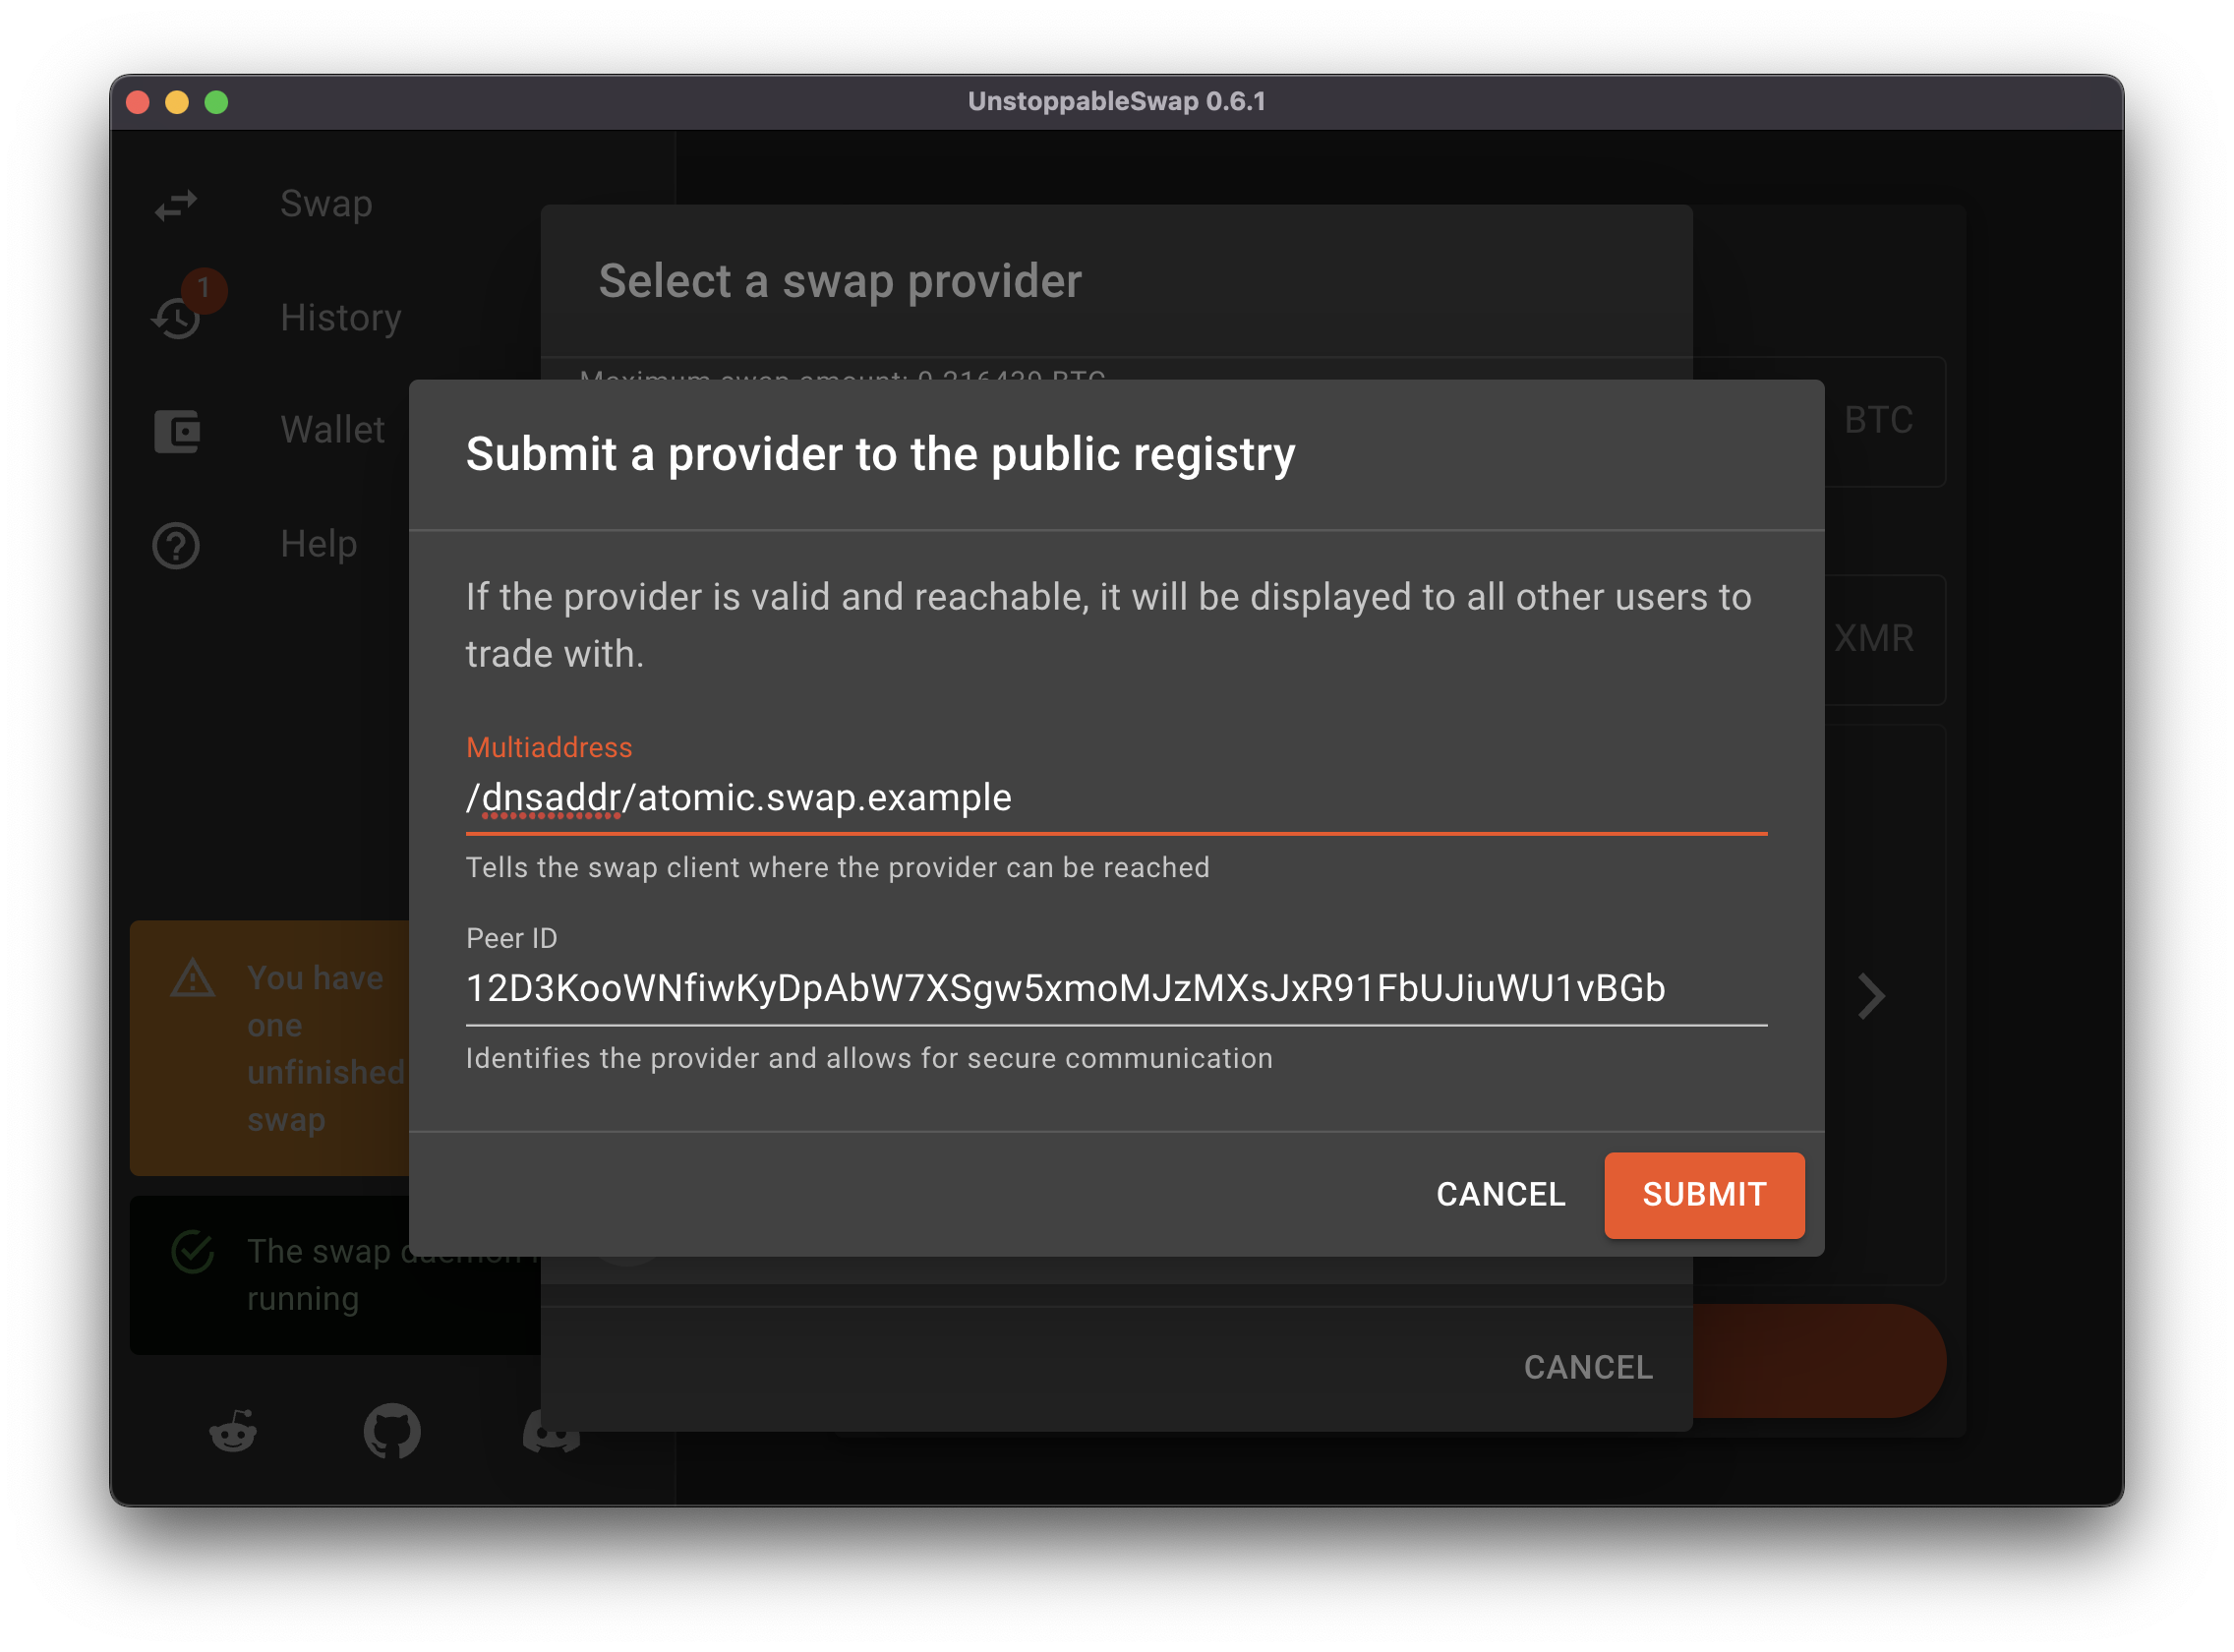 UnstoppableSwap 0.6.1
Swap
1
History
Wallet
Help
Select a swap provider
Maximum swap amount: 0.216430 BTC
BTC
XMR
Submit a provider to the public registry
If the provider is valid and reachable, it will be displayed to all other users to
trade with.
Multiaddress
/dnsaddr/atomic.swap.example
Tells the swap client where the provider can be reached
Peer ID
12D3KooWNfiwKyDpAbW7XSgw5xmoMJzMXsJxR91FbUJiuWU1vBGb
Identifies the provider and allows for secure communication
CANCEL
SUBMIT
You have
one
unfinished
swap
The swap daemon
running
CANCEL